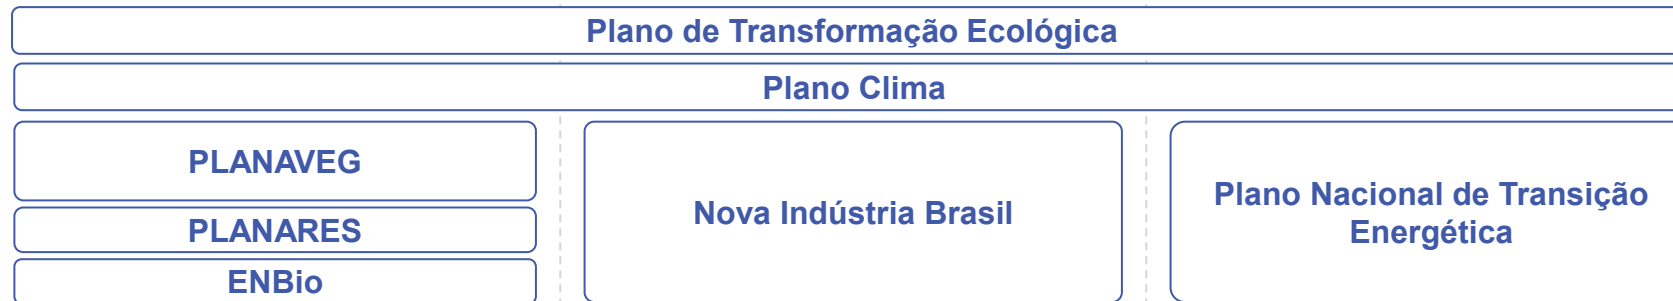 Plano de Transformação Ecológica
Plano Clima
PLANAVEG
PLANARES
ENBio
Nova Indústria Brasil
Plano Nacional de Transição
Energética